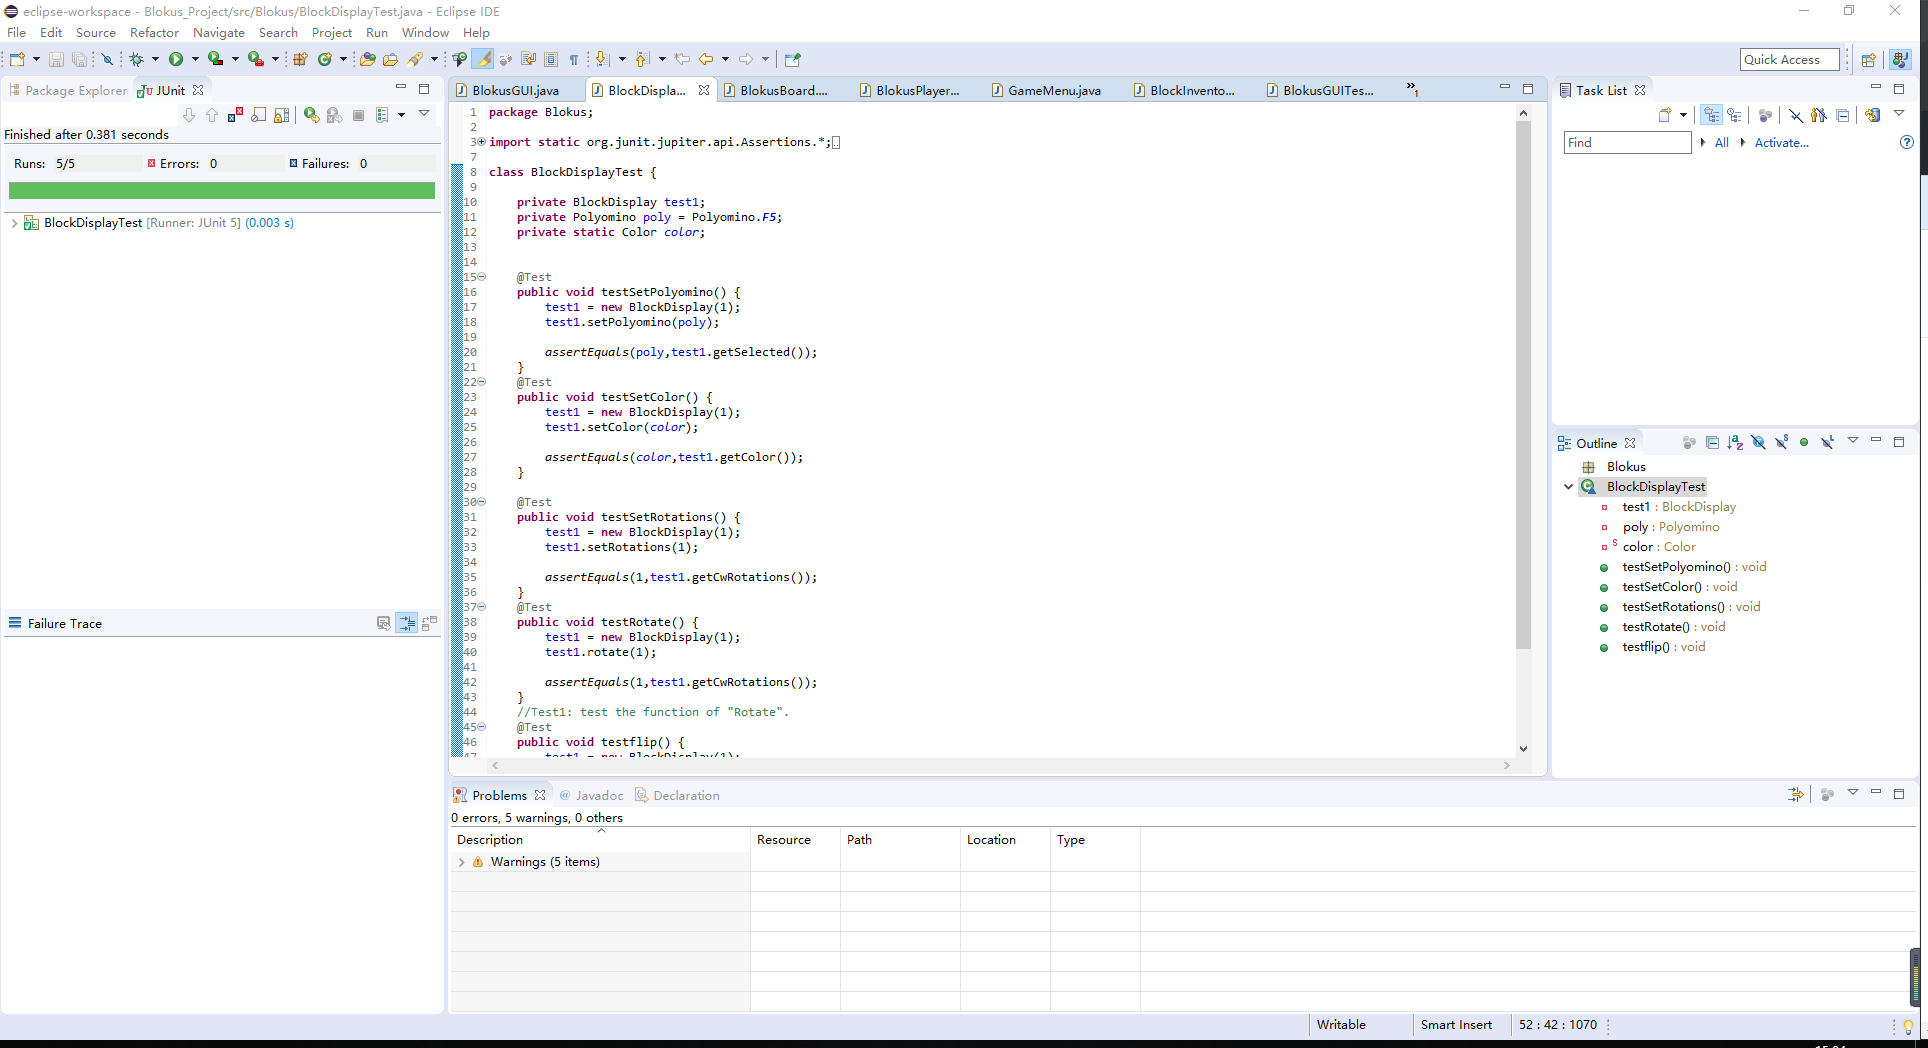 eclipse-workspace - Blokus_Project/src/Blokus/BlockDisplayTest.java - Eclipse IDE
File Edit Source Refactor Navigate Search Project Run Window Help
Quick Access
Package Explorer JUnit
Finished after 0.381 seconds
Runs: 5/5 Errors: 0 Failures: 0
BlockDisplayTest [Runner: JUnit 5] (0.003 s)
Failure Trace
BlokusGUI.java BlockDispla... BlokusBoard.... BlokusPlayer... GameMenu.java BlockInvento... BlokusGUITes... »1
1 package Blokus;
2
3 import static org.junit.jupiter.api.Assertions.*;
7
8 class BlockDisplayTest {
9
10 private BlockDisplay test1;
11 private Polyomino poly = Polyomino.F5;
12 private static Color color;
13
14
15 @Test
16 public void testSetPolyomino() {
17 test1 = new BlockDisplay(1);
18 test1.setPolyomino(poly);
19
20 assertEquals(poly,test1.getSelected());
21 }
22 @Test
23 public void testSetColor() {
24 test1 = new BlockDisplay(1);
25 test1.setColor(color);
26
27 assertEquals(color,test1.getColor());
28 }
29
30 @Test
31 public void testSetRotations() {
32 test1 = new BlockDisplay(1);
33 test1.setRotations(1);
34
35 assertEquals(1,test1.getCwRotations());
36 }
37 @Test
38 public void testRotate() {
39 test1 = new BlockDisplay(1);
40 test1.rotate(1);
41
42 assertEquals(1,test1.getCwRotations());
43 }
44 //Test1: test the function of "Rotate".
45 @Test
46 public void testflip() {
47 test1 = new BlockDisplay(1);
Task List
Find All Activate...
Outline
Blokus
BlockDisplayTest
test1 : BlockDisplay
poly : Polyomino
S color : Color
testSetPolyomino() : void
testSetColor() : void
testSetRotations() : void
testRotate() : void
testflip() : void
Problems @ Javadoc Declaration
0 errors, 5 warnings, 0 others
Description Resource Path Location Type
Warnings (5 items)
Writable Smart Insert 52 : 42 : 1070